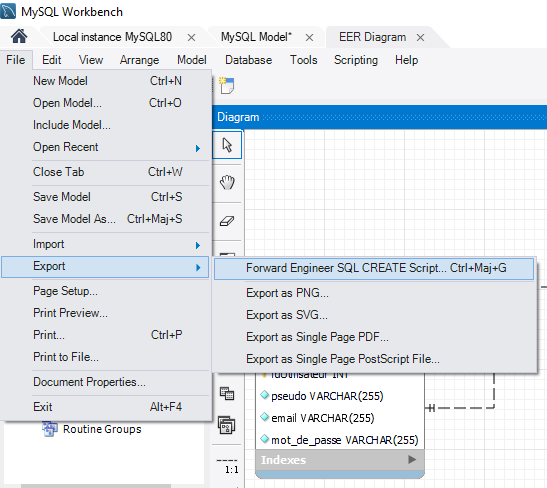 MySQL Workbench
Local instance MySQL80
MySQL Model*
EER Diagram
File Edit View Arrange Model Database Tools Scripting Help
New Model Ctrl+N
Open Model... Ctrl+O
Include Model...
Open Recent
Close Tab Ctrl+W
Save Model Ctrl+S
Save Model As... Ctrl+Maj+S
Import
Export
Page Setup...
Print Preview...
Print... Ctrl+P
Print to File...
Document Properties...
Exit Alt+F4
Diagram
Forward Engineer SQL CREATE Script... Ctrl+Maj+G
Export as PNG...
Export as SVG...
Export as Single Page PDF...
Export as Single Page PostScript File...
INT
pseudo VARCHAR(255)
email VARCHAR(255)
mot_de_passe VARCHAR(255)
Indexes
Routine Groups
1:1